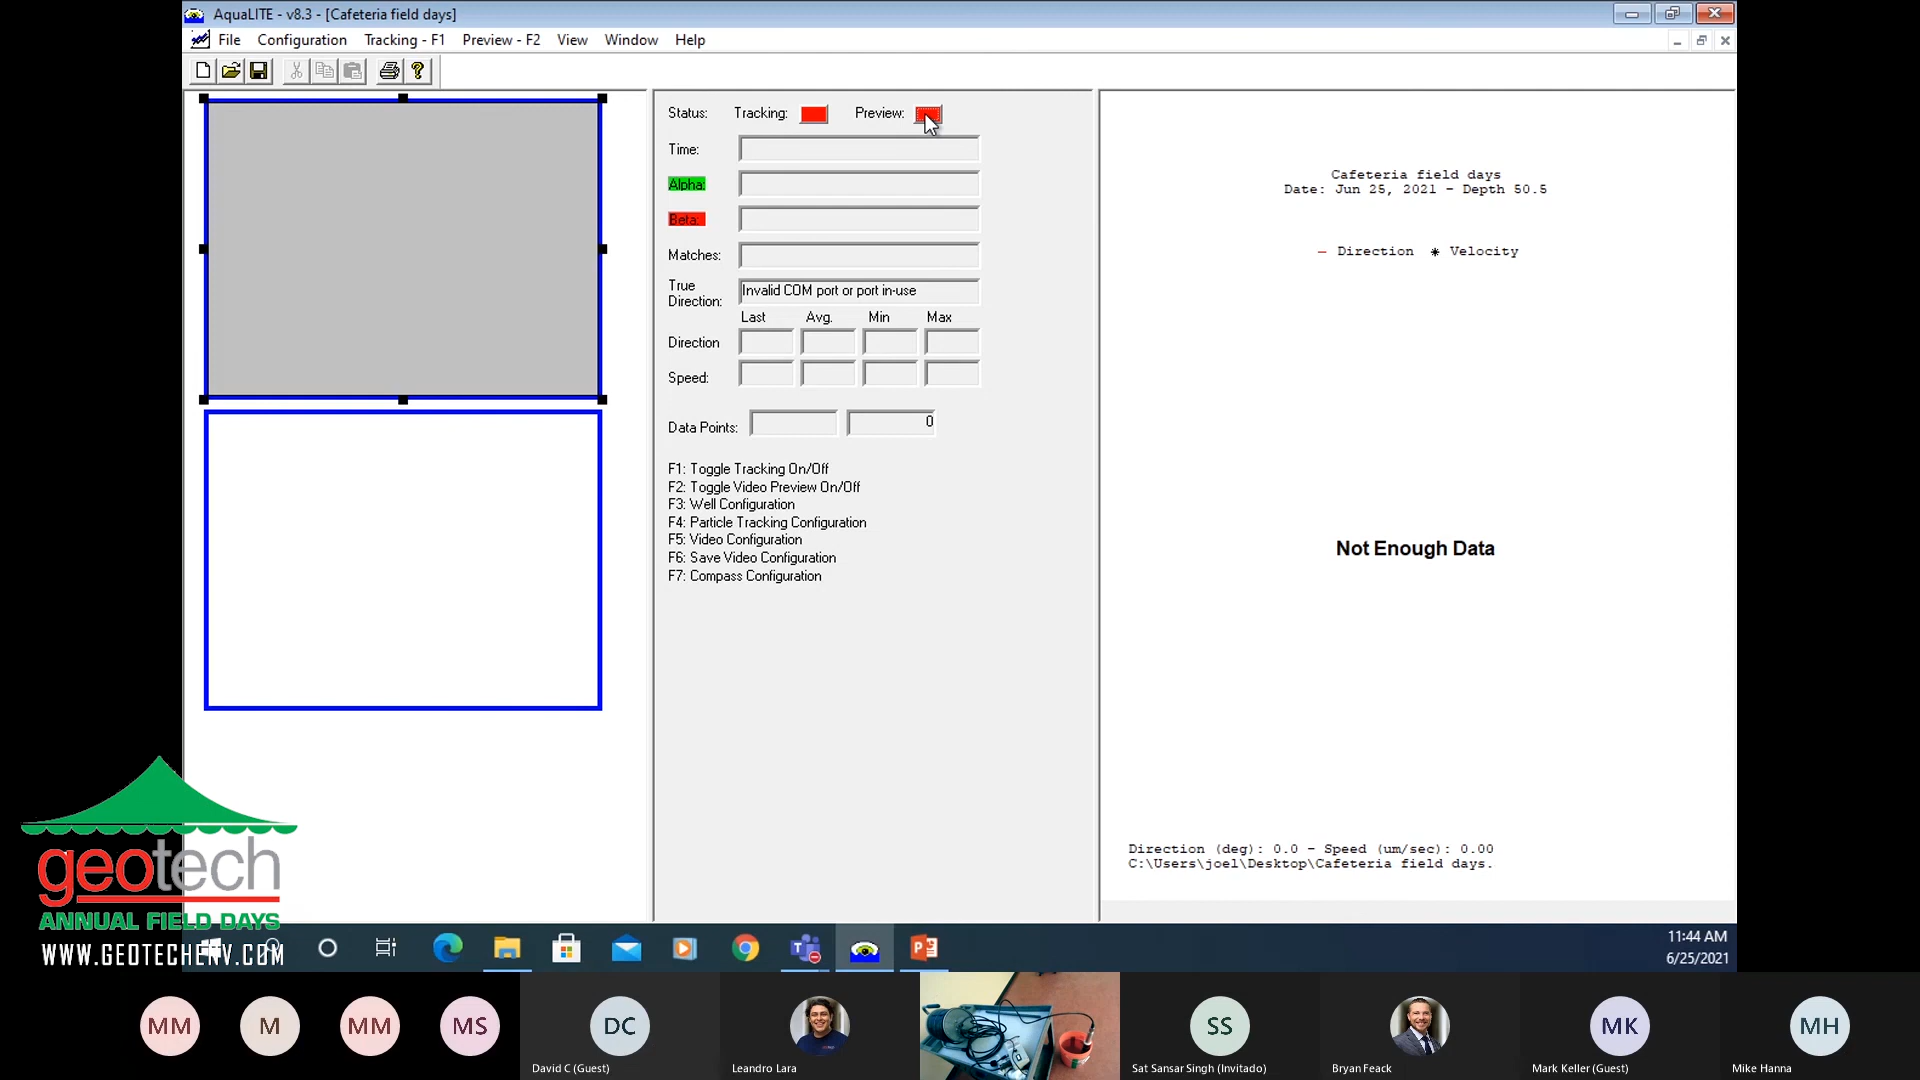 AquaLITE - v8.3 - [Cafeteria field days]
File Configuration Tracking - F1 Preview - F2 View Window Help
Status: Tracking: Preview:
Time:
Alpha:
Beta:
Matches:
True Direction: Invalid COM port or port in-use
Last Avg. Min Max
Direction
Speed:
Data Points: 0
F1: Toggle Tracking On/Off
F2: Toggle Video Preview On/Off
F3: Well Configuration
F4: Particle Tracking Configuration
F5: Video Configuration
F6: Save Video Configuration
F7: Compass Configuration
Cafeteria field days
Date: Jun 25, 2021 - Depth 50.5
— Direction * Velocity
Not Enough Data
Direction (deg): 0.0 - Speed (um/sec): 0.00
C:\Users\joel\Desktop\Cafeteria field days.
geotech
ANNUAL FIELD DAYS
WWW.GEOTECHENV.COM
11:44 AM
6/25/2021
MM M MM MS DC SS MK MH
David C (Guest) Leandro Lara Sat Sansar Singh (Invitado) Bryan Feack Mark Keller (Guest) Mike Hanna